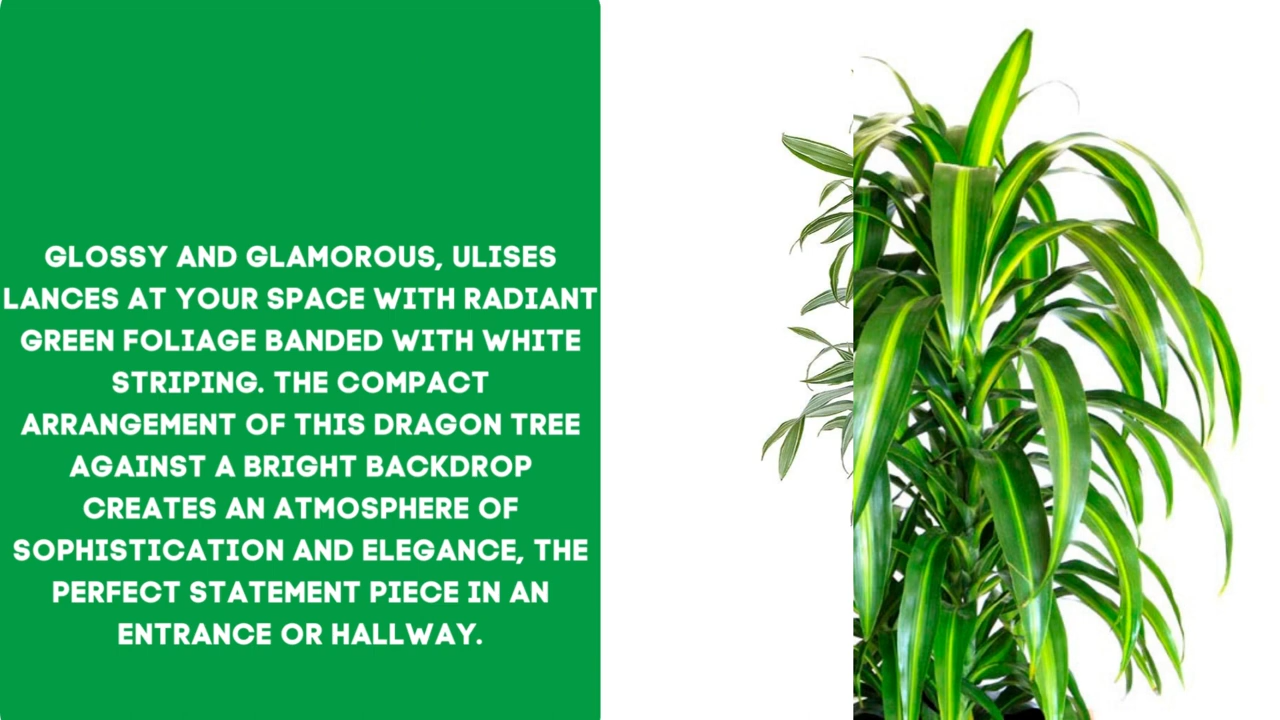 GLOSSY AND GLAMOROUS, ULISES
LANCES AT YOUR SPACE WITH RADIANT
GREEN FOLIAGE BANDED WITH WHITE
STRIPING. THE COMPACT
ARRANGEMENT OF THIS DRAGON TREE
AGAINST A BRIGHT BACKDROP
CREATES AN ATMOSPHERE OF
SOPHISTICATION AND ELEGANCE, THE
PERFECT STATEMENT PIECE IN AN
ENTRANCE OR HALLWAY.